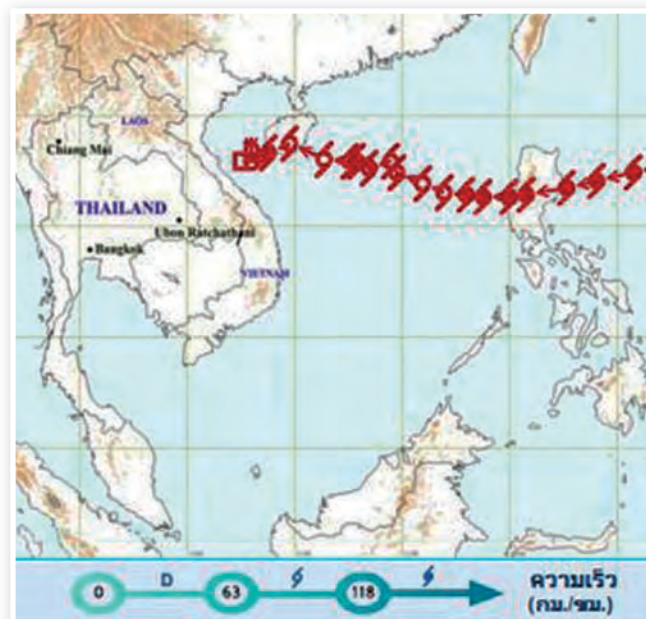 LAOS
Chiang Mai
THAILAND
Ubon Ratchathani
Bangkok
VIETNAM
D
0
63
118
ความเร็ว
(กม./ชม.)